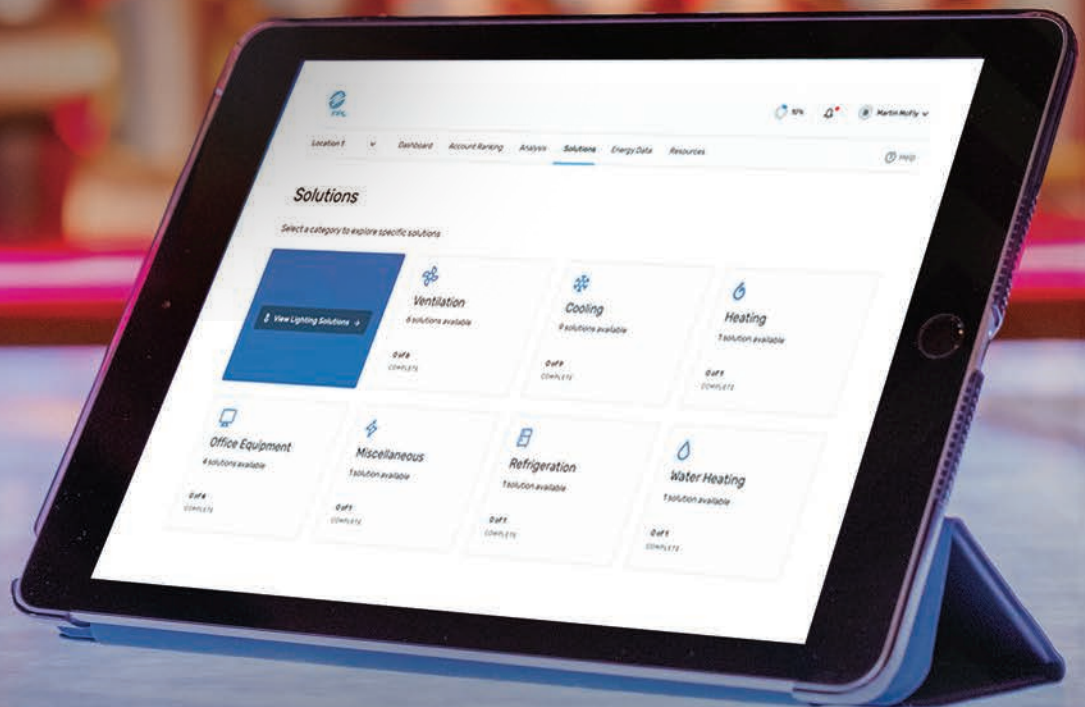 FPL
10%
Martin McFly
Location 1
Dashboard
Account Ranking
Analysis
Solutions
Energy Data
Resources
Help
Solutions
Select a category to explore specific solutions
View Lighting Solutions →
Ventilation
6 solutions available
0 of 6
COMPLETE
Cooling
9 solutions available
0 of 9
COMPLETE
Heating
1 solution available
0 of 1
COMPLETE
Office Equipment
4 solutions available
0 of 4
COMPLETE
Miscellaneous
1 solution available
0 of 1
COMPLETE
Refrigeration
1 solution available
0 of 1
COMPLETE
Water Heating
1 solution available
0 of 1
COMPLETE